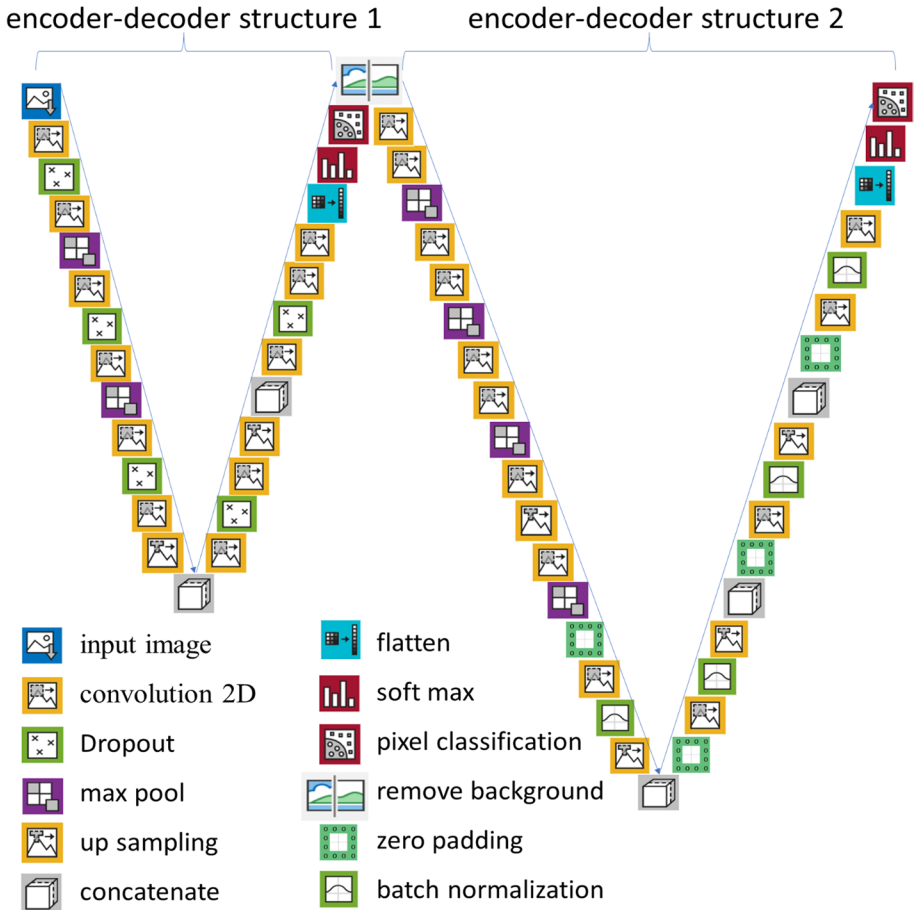 encoder-decoder structure 1
encoder-decoder structure 2
input image
flatten
convolution 2D
soft max
Dropout
pixel classification
max pool
remove background
up sampling
zero padding
concatenate
batch normalization